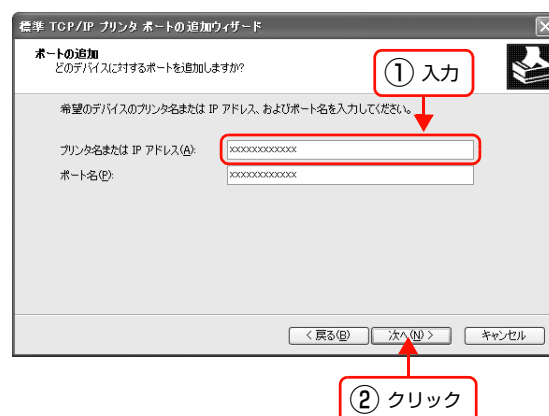 標準 TCP/IP プリンタ ポートの追加ウィザード
ポートの追加
どのデバイスに対するポートを追加しますか?
① 入力
希望のデバイスのプリンタ名または IP アドレス、およびポート名を入力してください。
プリンタ名または IP アドレス(A):
xxxxxxxxxxxx
ポート名(P):
xxxxxxxxxxxx
< 戻る(B)
次へ(N) >
キャンセル
② クリック